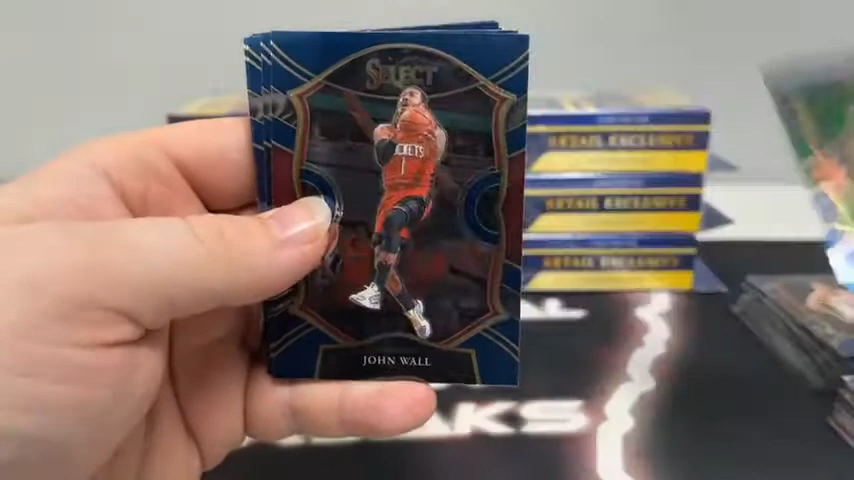 SELECT
ROCKETS
1
JOHN WALL
RETAIL EXCLUSIVE
RETAIL EXCLUSIVE
RETAIL EXCLUSIVE
AKS